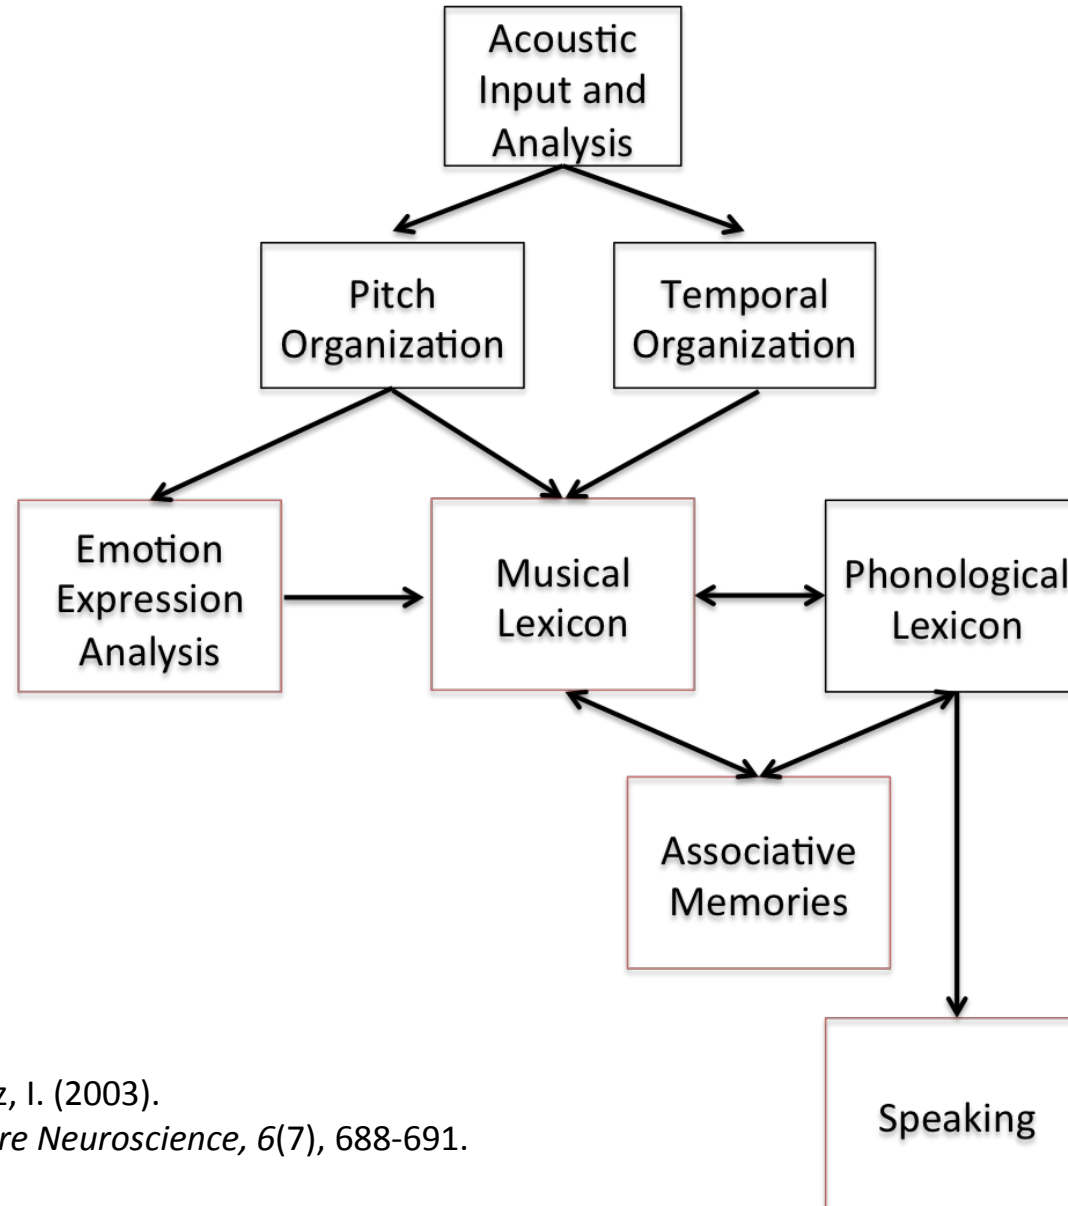 Acoustic
Input and
Analysis
Pitch
Organization
Temporal
Organization
Emotion
Expression
Analysis
Musical
Lexicon
Phonological
Lexicon
Associative
Memories
Speaking
z, I. (2003).
re Neuroscience, 6(7), 688-691.